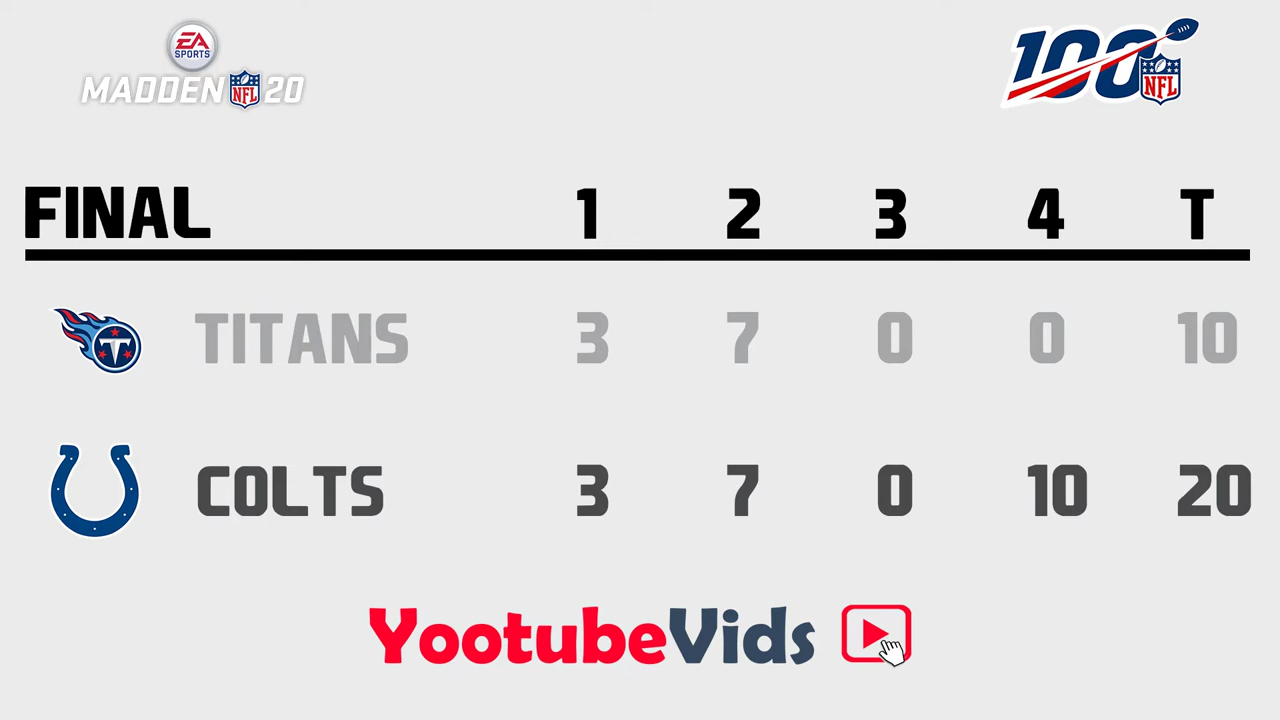 EA
SPORTS
MADDEN NFL 20
100 NFL
FINAL 1 2 3 4 T
T TITANS 3 7 0 0 10
COLTS 3 7 0 10 20
YootubeVids